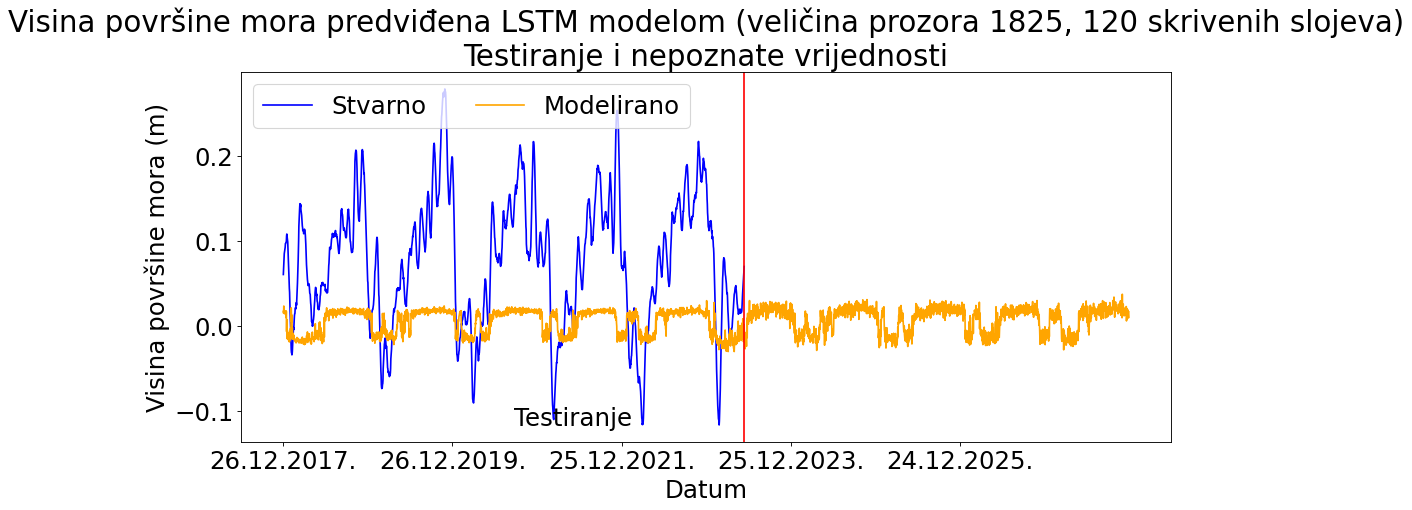 Visina površine mora predviđena LSTM modelom (veličina prozora 1825, 120 skrivenih slojeva)
Testiranje i nepoznate vrijednosti
Stvarno Modelirano
Visina površine mora (m)
0.2
0.1
0.0
−0.1
Testiranje
26.12.2017. 26.12.2019. 25.12.2021. 25.12.2023. 24.12.2025.
Datum